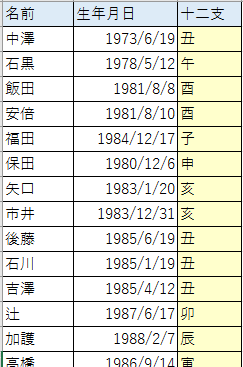 名前 生年月日 十二支
中澤 1973/6/19 丑
石黒 1978/5/12 午
飯田 1981/8/8 酉
安倍 1981/8/10 酉
福田 1984/12/17 子
保田 1980/12/6 申
矢口 1983/1/20 亥
市井 1983/12/31 亥
後藤 1985/6/19 丑
石川 1985/1/19 丑
吉澤 1985/4/12 丑
辻 1987/6/17 卯
加護 1988/2/7 辰
高橋 1986/9/14 寅